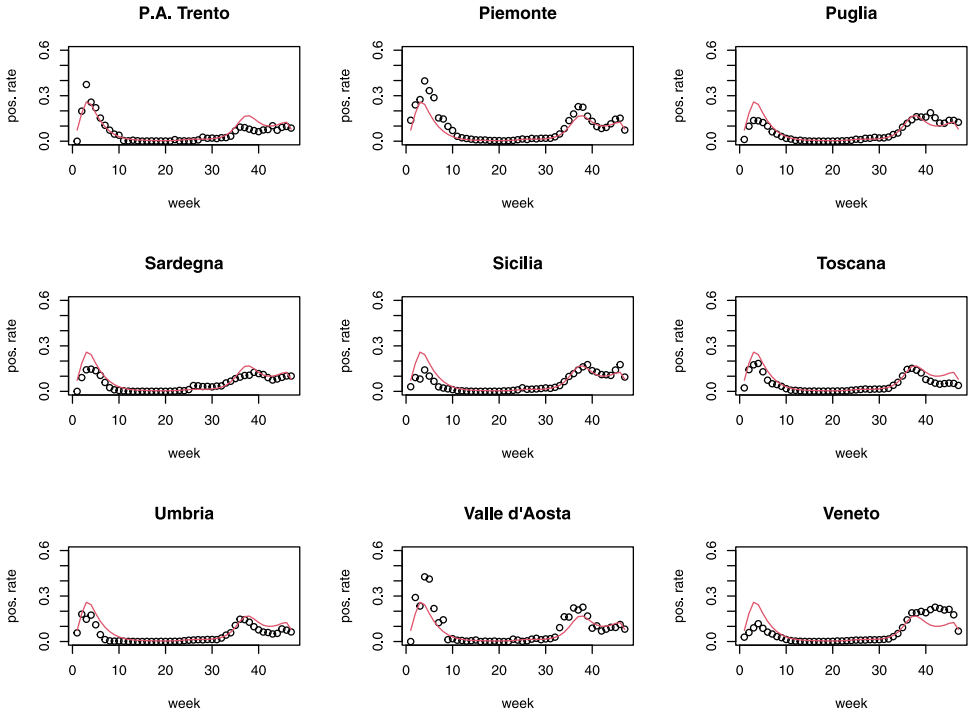 P.A. Trento
Piemonte
Puglia
pos. rate
0.0 0.3 0.6
0 10 20 30 40
week
pos. rate
0.0 0.3 0.6
0 10 20 30 40
week
pos. rate
0.0 0.3 0.6
0 10 20 30 40
week
Sardegna
Sicilia
Toscana
pos. rate
0.0 0.3 0.6
0 10 20 30 40
week
pos. rate
0.0 0.3 0.6
0 10 20 30 40
week
pos. rate
0.0 0.3 0.6
0 10 20 30 40
week
Umbria
Valle d'Aosta
Veneto
pos. rate
0.0 0.3 0.6
0 10 20 30 40
week
pos. rate
0.0 0.3 0.6
0 10 20 30 40
week
pos. rate
0.0 0.3 0.6
0 10 20 30 40
week